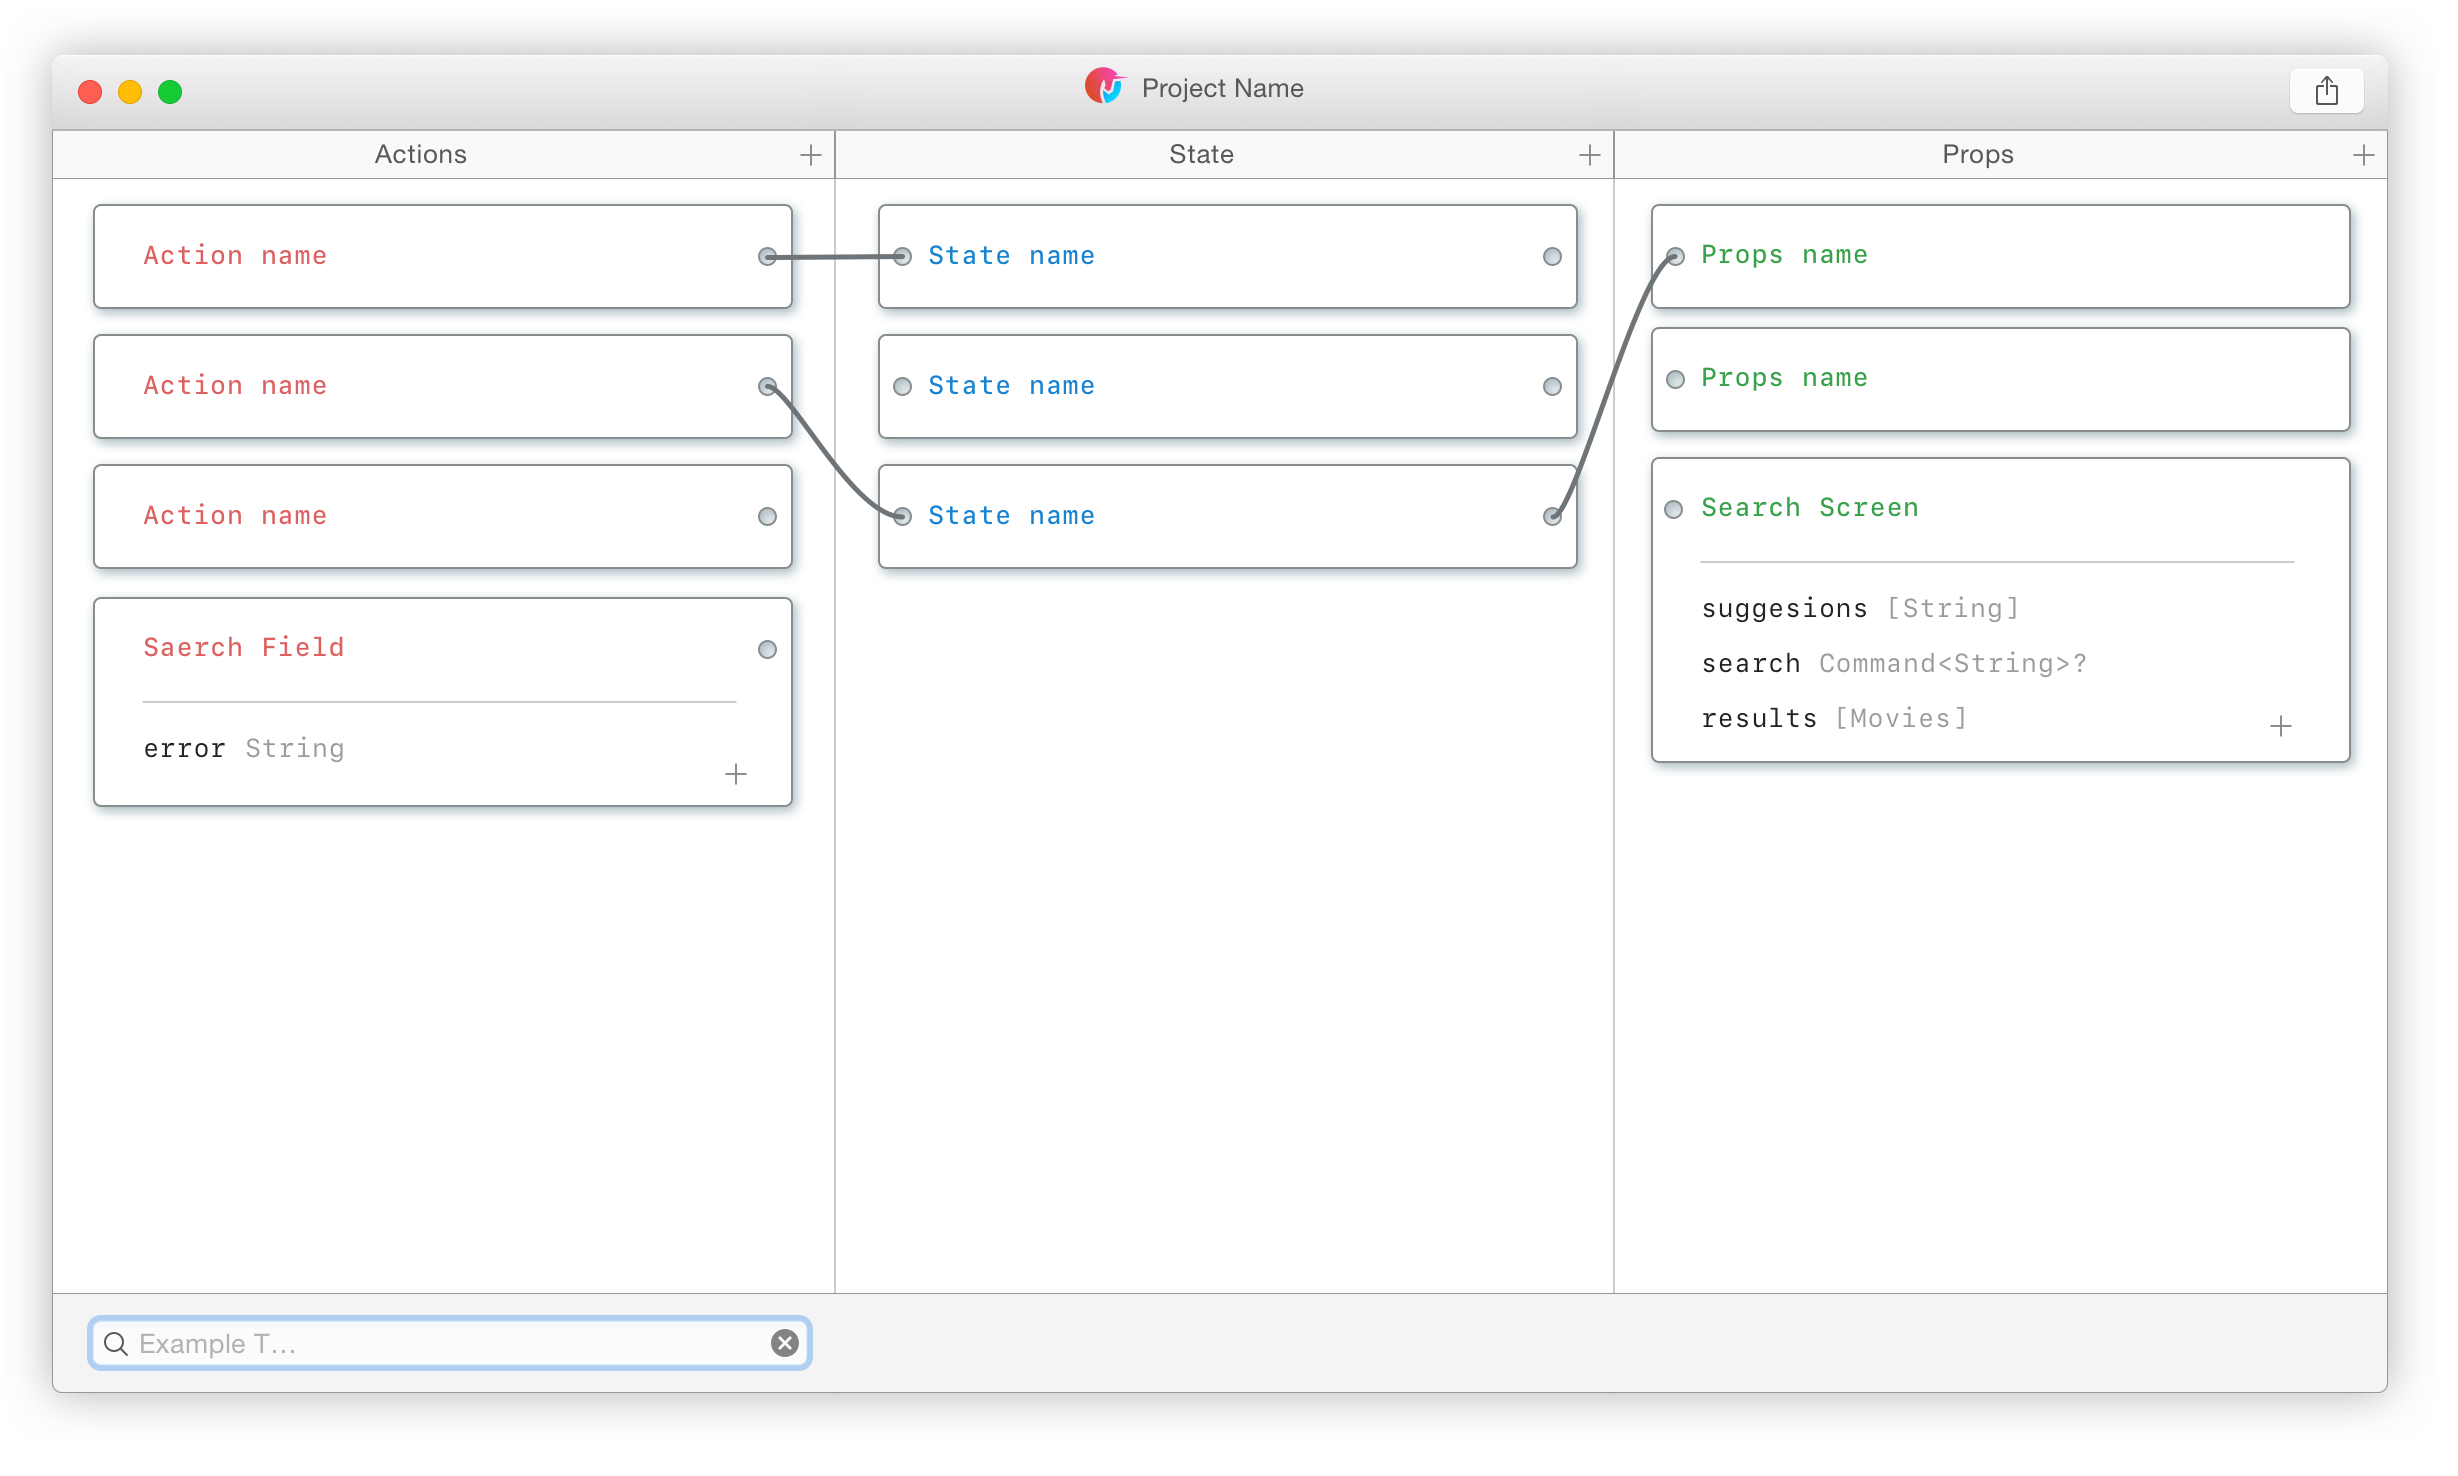 Project Name
Actions
State
Props
Action name
State name
Props name
Action name
State name
Props name
Action name
State name
Search Screen
suggesions [String]
search Command<String>?
results [Movies]
Saerch Field
error String
Example T...